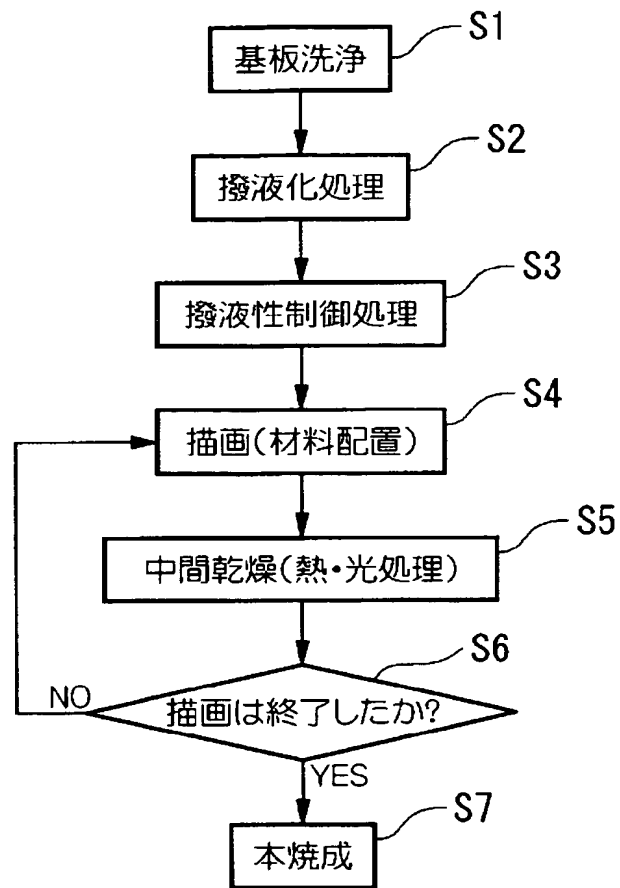 S1
基板洗浄
S2
撥液化処理
S3
撥液性制御処理
S4
描画(材料配置)
S5
中間乾燥(熱・光処理)
S6
描画は終了したか?
NO
YES
S7
本焼成